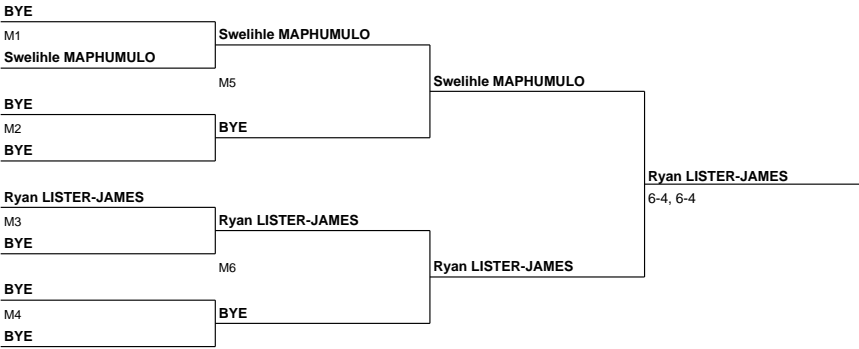 BYE
M1
Swelihle MAPHUMULO
Swelihle MAPHUMULO
M5
Swelihle MAPHUMULO
BYE
M2
BYE
BYE
Ryan LISTER-JAMES
6-4, 6-4
Ryan LISTER-JAMES
M3
Ryan LISTER-JAMES
BYE
M6
Ryan LISTER-JAMES
BYE
M4
BYE
BYE